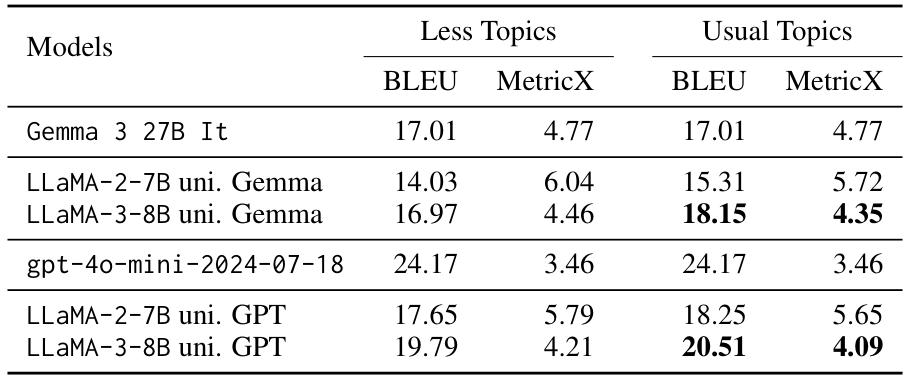 Models Less Topics Usual Topics
BLEU MetricX BLEU MetricX
Gemma 3 27B It 17.01 4.77 17.01 4.77
LLaMA-2-7B uni. Gemma 14.03 6.04 15.31 5.72
LLaMA-3-8B uni. Gemma 16.97 4.46 18.15 4.35
gpt-4o-mini-2024-07-18 24.17 3.46 24.17 3.46
LLaMA-2-7B uni. GPT 17.65 5.79 18.25 5.65
LLaMA-3-8B uni. GPT 19.79 4.21 20.51 4.09